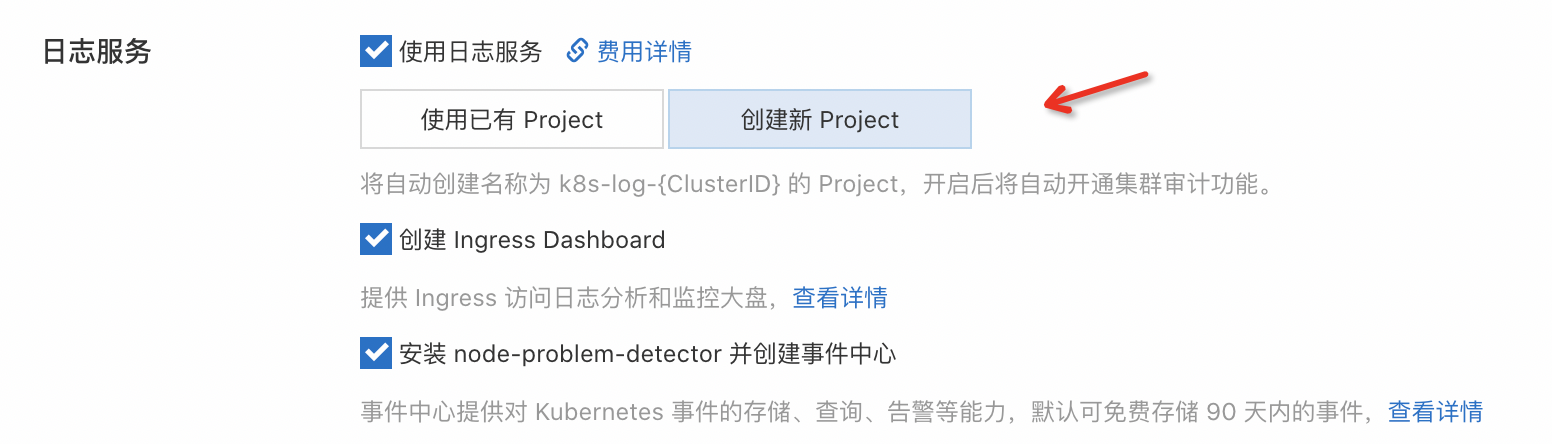 日志服务
使用日志服务 费用详情
使用已有 Project 创建新 Project
将自动创建名称为 k8s-log-{ClusterID} 的 Project，开启后将自动开通集群审计功能。
创建 Ingress Dashboard
提供 Ingress 访问日志分析和监控大盘，查看详情
安装 node-problem-detector 并创建事件中心
事件中心提供对 Kubernetes 事件的存储、查询、告警等能力，默认可免费存储 90 天内的事件，查看详情